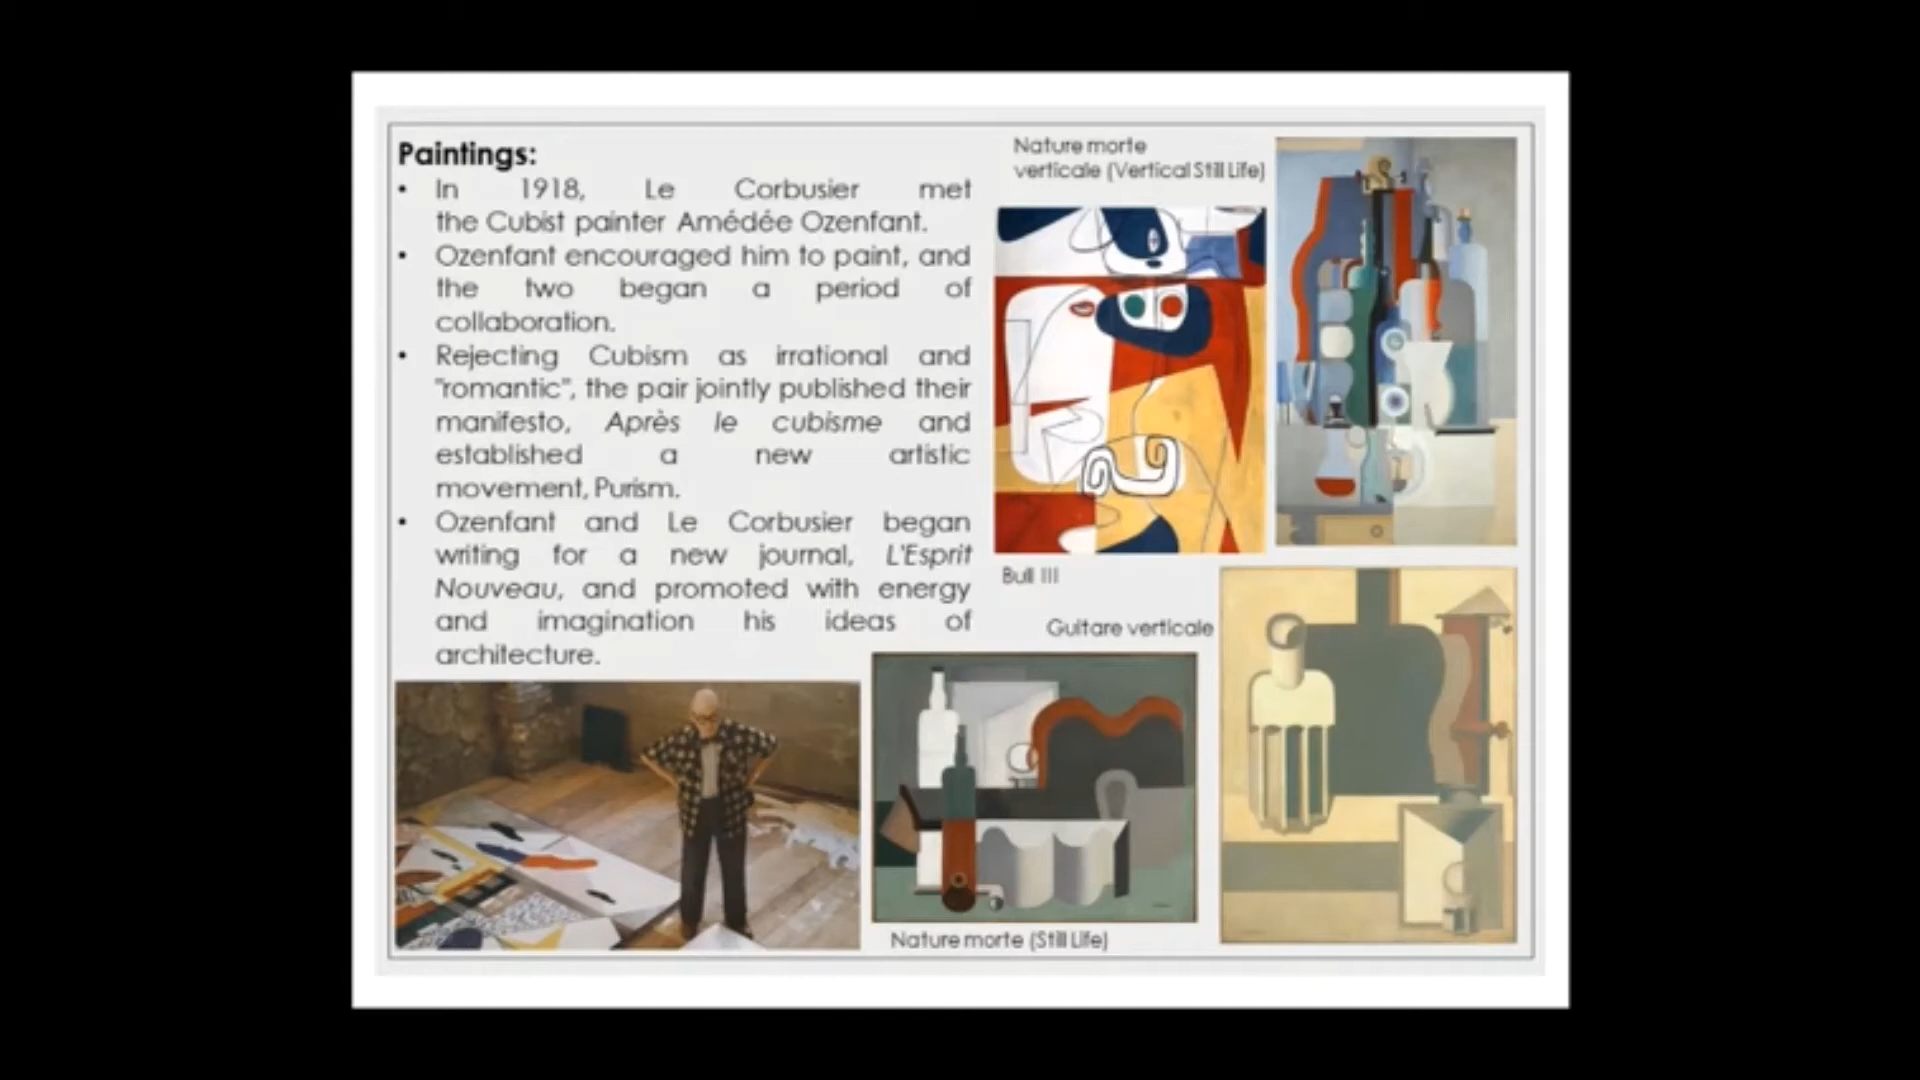 Paintings:
• In 1918, Le Corbusier met
the Cubist painter Amédée Ozenfant.
• Ozenfant encouraged him to paint, and
the two began a period of
collaboration.
• Rejecting Cubism as irrational and
"romantic", the pair jointly published their
manifesto, Après le cubisme and
established a new artistic
movement, Purism.
• Ozenfant and Le Corbusier began
writing for a new journal, L'Esprit
Nouveau, and promoted with energy
and imagination his ideas of
architecture.
Nature morte
verticale (Vertical Still Life)
Bull III
Guitare verticale
Nature morte (Still Life)